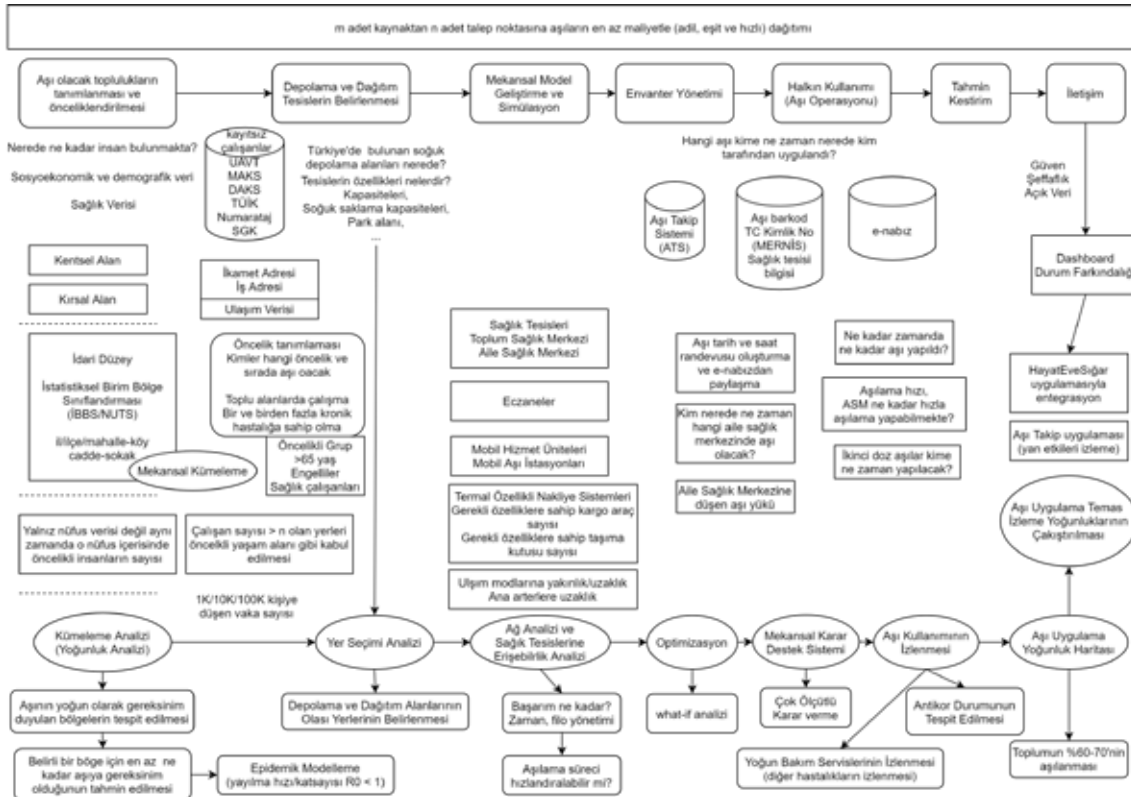 m adet kaynaktan n adet talep noktasına aşıların en az maliyetle (adil, eşit ve hızlı) dağıtımı
Aşı olacak toplulukların
tanımlanması ve
önceliklendirilmesi
Depolama ve Dağıtım
Tesislerin Belirlenmesi
Mekansal Model
Geliştirme ve
Simülasyon
Envanter Yönetimi
Halkın Kullanımı
(Aşı Operasyonu)
Tahmin
Kestirim
İletişim
Nerede ne kadar insan bulunmakta?
Sosyoekonomik ve demografik veri
Sağlık Verisi
kayıtsız
çalışanlar
UAVT
MAKS
DAKS
TÜİK
Numarataj
SGK
Türkiye'de bulunan soğuk
depolama alanları nerede?
Tesislerin özellikleri nelerdir?
Kapasiteleri,
Soğuk saklama kapasiteleri,
Park alanı,
...
Hangi aşı kime ne zaman nerede kim
tarafından uygulandı?
Aşı Takip
Sistemi
(ATS)
Aşı barkod
TC Kimlik No
(MERNİS)
Sağlık tesisi
bilgisi
e-nabız
Güven
Şeffaflık
Açık Veri
Dashboard
Durum Farkındalığı
Kentsel Alan
Kırsal Alan
İkamet Adresi
İş Adresi
Ulaşım Verisi
İdari Düzey
İstatistiksel Birim Bölge
Sınıflandırması
(İBBS/NUTS)
il/ilçe/mahalle-köy
cadde-sokak
Mekansal Kümeleme
Öncelik tanımlaması
Kimler hangi öncelik ve
sırada aşı oacak
Toplu alanlarda çalışma
Bir ve birden fazla kronik
hastalığa sahip olma
Öncelikli Grup
>65 yaş
Engelliler
Sağlık çalışanları
Sağlık Tesisleri
Toplum Sağlık Merkezi
Aile Sağlık Merkezi
Eczaneler
Mobil Hizmet Üniteleri
Mobil Aşı İstasyonları
Termal Özellikli Nakliye Sistemleri
Gerekli özelliklere sahip kargo araç
sayısı
Gerekli özelliklere sahip taşıma
kutusu sayısı
Ulşım modlarına yakınlık/uzaklık
Ana arterlere uzaklık
Aşı tarih ve saat
randevusu oluşturma
ve e-nabızdan
paylaşma
Kim nerede ne zaman
hangi aile sağlık
merkezinde aşı
olacak?
Aile Sağlık Merkezine
düşen aşı yükü
Ne kadar zamanda
ne kadar aşı yapıldı?
Aşılama hızı,
ASM ne kadar hızla
aşılama yapabilmekte?
İkinci doz aşılar kime
ne zaman yapılacak?
HayatEveSığar
uygulamasıyla
entegrasyon
Aşı Takip uygulaması
(yan etkileri izleme)
Aşı Uygulama Temas
İzleme Yoğunluklarının
Çakıştırılması
Yalnız nüfus verisi değil aynı
zamanda o nüfus içerisinde
öncelikli insanların sayısı
Çalışan sayısı > n olan yerleri
öncelkli yaşam alanı gibi kabul
edilmesi
1K/10K/100K kişiye
düşen vaka sayısı
Kümeleme Analizi
(Yoğunluk Analizi)
Yer Seçimi Analizi
Ağ Analizi ve
Sağık Tesislerine
Erişebilirlik Analizi
Optimizasyon
Mekansal Karar
Destek Sistemi
Aşı Kullanımının
İzlenmesi
Aşı Uygulama
Yoğunluk Haritası
Aşının yoğun olarak gereksinim
duyulan bölgelerin tespit edilmesi
Depolama ve Dağıtım Alanlarının
Olası Yerlerinin Belirlenmesi
Başarım ne kadar?
Zaman, filo yönetimi
what-if analizi
Çok Ölçütlü
Karar verme
Antikor Durumunun
Tespit Edilmesi
Belirli bir böge için en az ne
kadar aşıya gereksinim
olduğunun tahmin edilmesi
Epidemik Modelleme
(yayılma hızı/katsayısı R0 < 1)
Aşılama süreci
hızlandıralabilir mi?
Yoğun Bakım Servislerinin İzlenmesi
(diğer hastalıkların izlenmesi)
Toplumun %60-70'nin
aşılanması